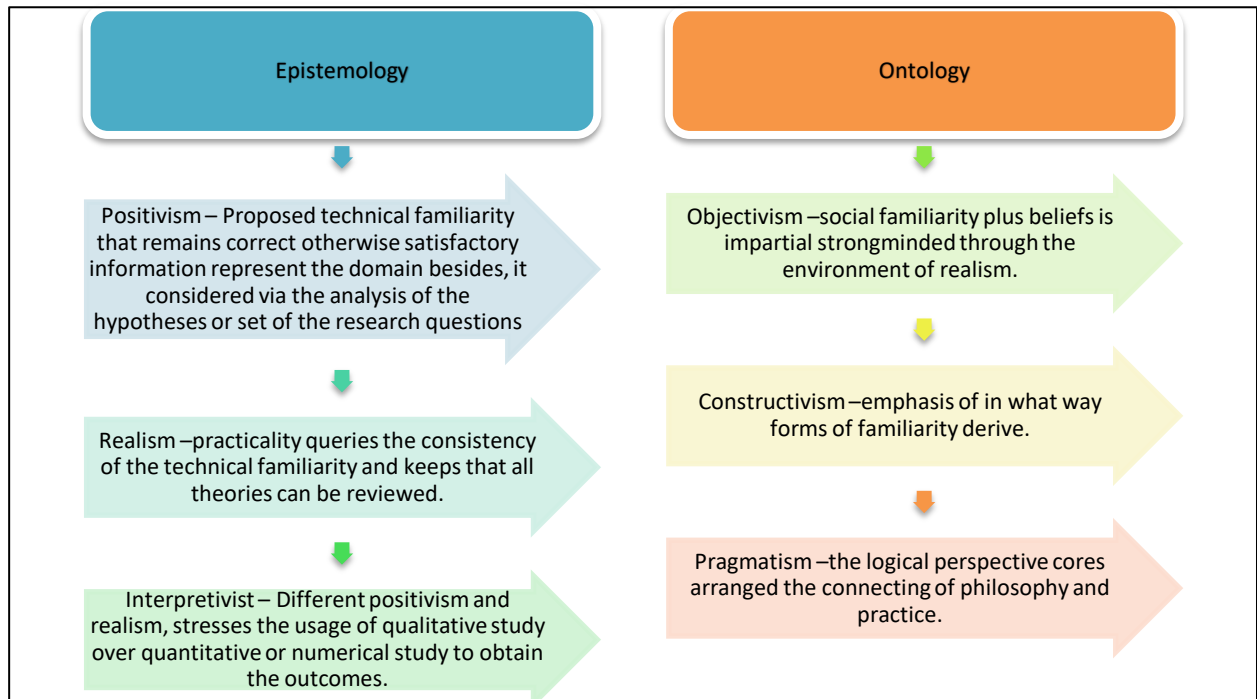 Epistemology
Positivism – Proposed technical familiarity
that remains correct otherwise satisfactory
information represent the domain besides, it
considered via the analysis of the
hypotheses or set of the research questions
Realism –practicality queries the consistency
of the technical familiarity and keeps that all
theories can be reviewed.
Interpretivist – Different positivism and
realism, stresses the usage of qualitative study
over quantitative or numerical study to obtain
the outcomes.
Ontology
Objectivism –social familiarity plus beliefs is
impartial strongminded through the
environment of realism.
Constructivism –emphasis of in what way
forms of familiarity derive.
Pragmatism –the logical perspective cores
arranged the connecting of philosophy and
practice.